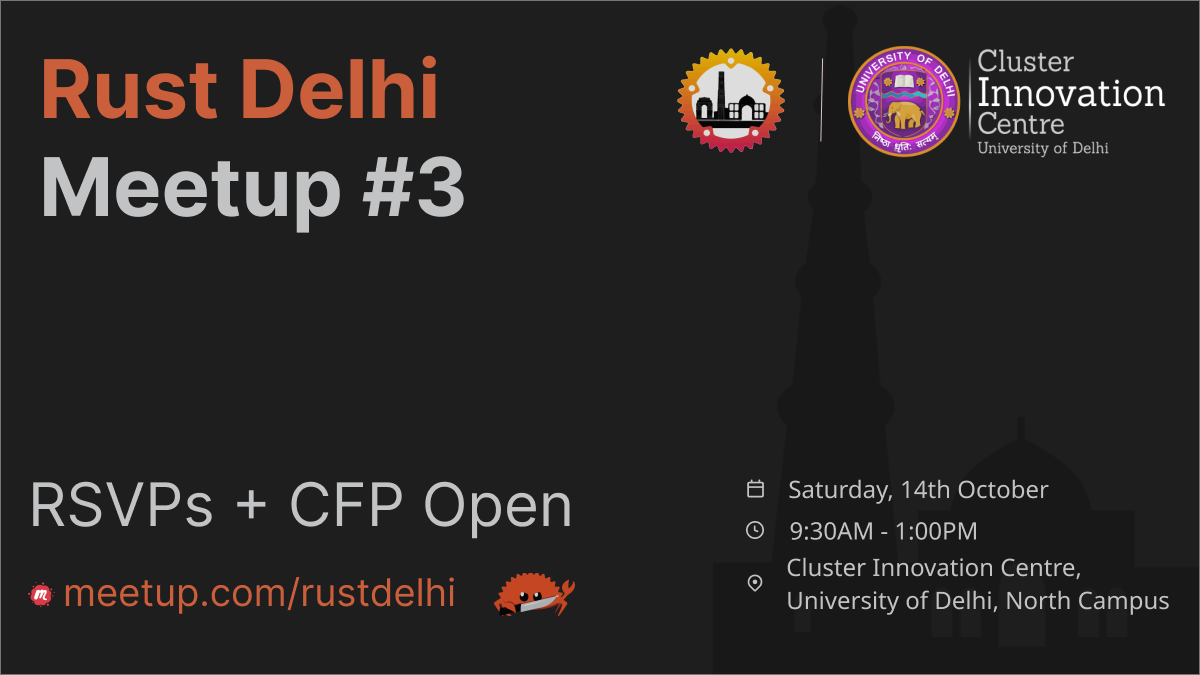 Rust Delhi
Meetup #3
UNIVERSITY OF DELHI
निष्ठा धृतिः सत्यम्
Cluster
Innovation
Centre
University of Delhi
RSVPs + CFP Open
m meetup.com/rustdelhi
Saturday, 14th October
9:30AM - 1:00PM
Cluster Innovation Centre,
University of Delhi, North Campus